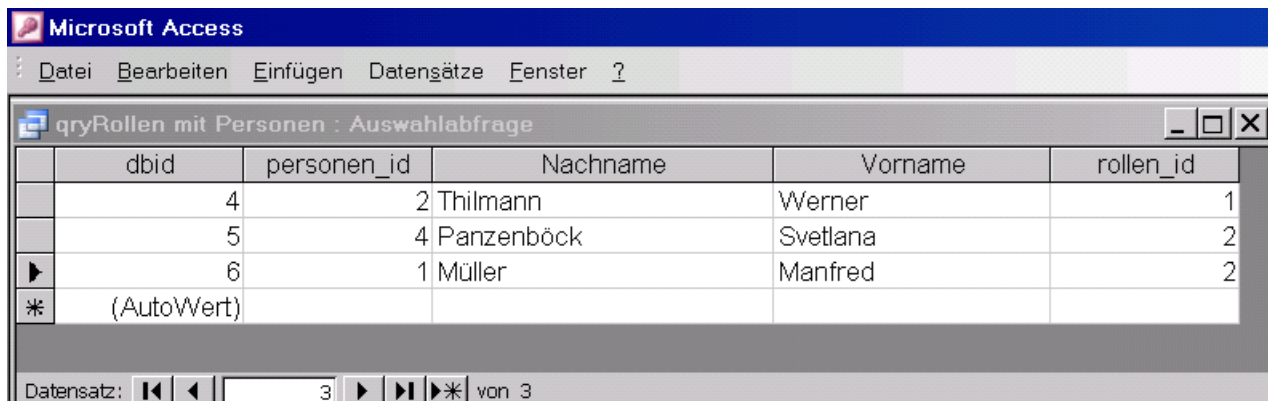 Microsoft Access
Datei Bearbeiten Einfügen Datensätze Fenster ?
qryRollen mit Personen : Auswahlabfrage
dbid personen_id Nachname Vorname rollen_id
4 2 Thilmann Werner 1
5 4 Panzenböck Svetlana 2
6 1 Müller Manfred 2
(AutoWert)
Datensatz: 3 von 3